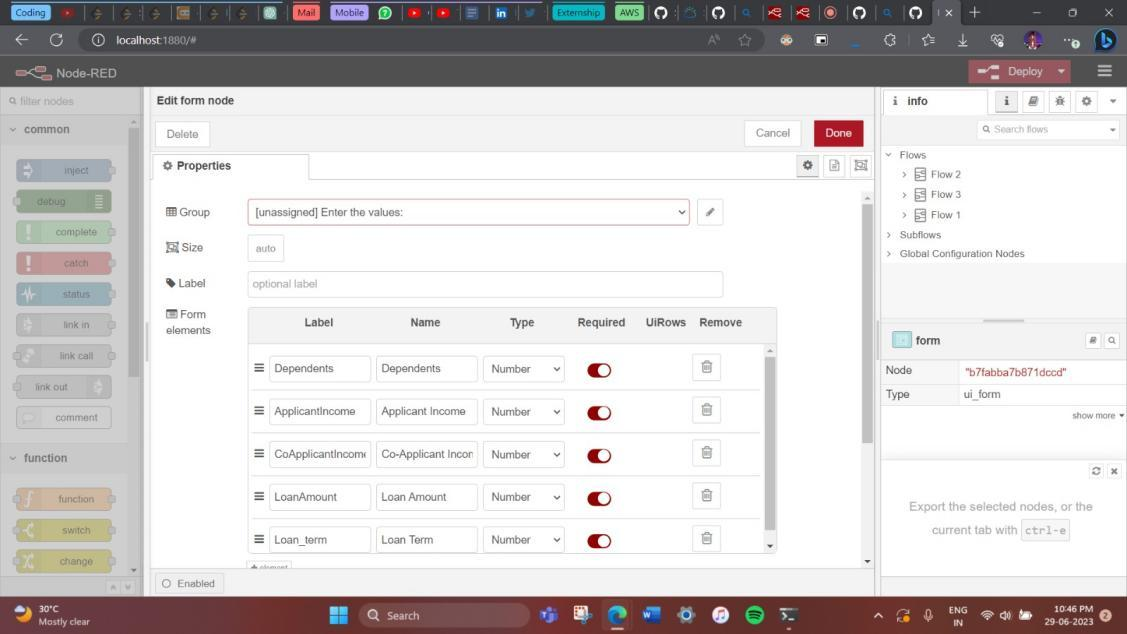 Coding
Mail
Mobile
Externship
AWS
localhost:1880/#
Node-RED
Deploy
filter nodes
common
inject
debug
complete
catch
status
link in
link call
link out
comment
function
function
switch
change
Edit form node
Delete
Cancel
Done
Properties
Group
[unassigned] Enter the values:
Size
auto
Label
optional label
Form elements
Label Name Type Required UiRows Remove
Dependents Dependents Number
ApplicantIncome Applicant Income Number
CoApplicantIncome Co-Applicant Incon Number
LoanAmount Loan Amount Number
Loan_term Loan Term Number
+ element
Enabled
info
Search flows
Flows
Flow 2
Flow 3
Flow 1
Subflows
Global Configuration Nodes
form
Node "b7fabba7b871dccd"
Type ui_form
show more
Export the selected nodes, or the
current tab with ctrl-e
30°C
Mostly clear
Search
ENG
IN
10:46 PM
29-06-2023
2